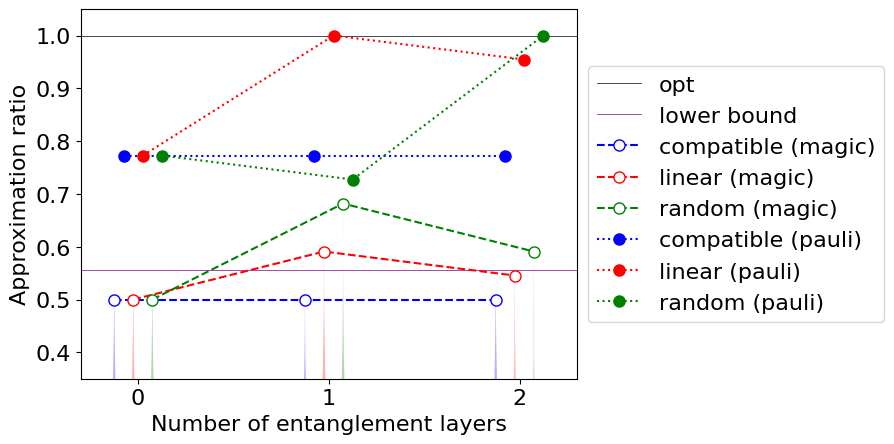 1.0
0.9
0.8
0.7
0.6
0.5
0.4
Approximation ratio
0
1
2
Number of entanglement layers
opt
lower bound
compatible (magic)
linear (magic)
random (magic)
compatible (pauli)
linear (pauli)
random (pauli)